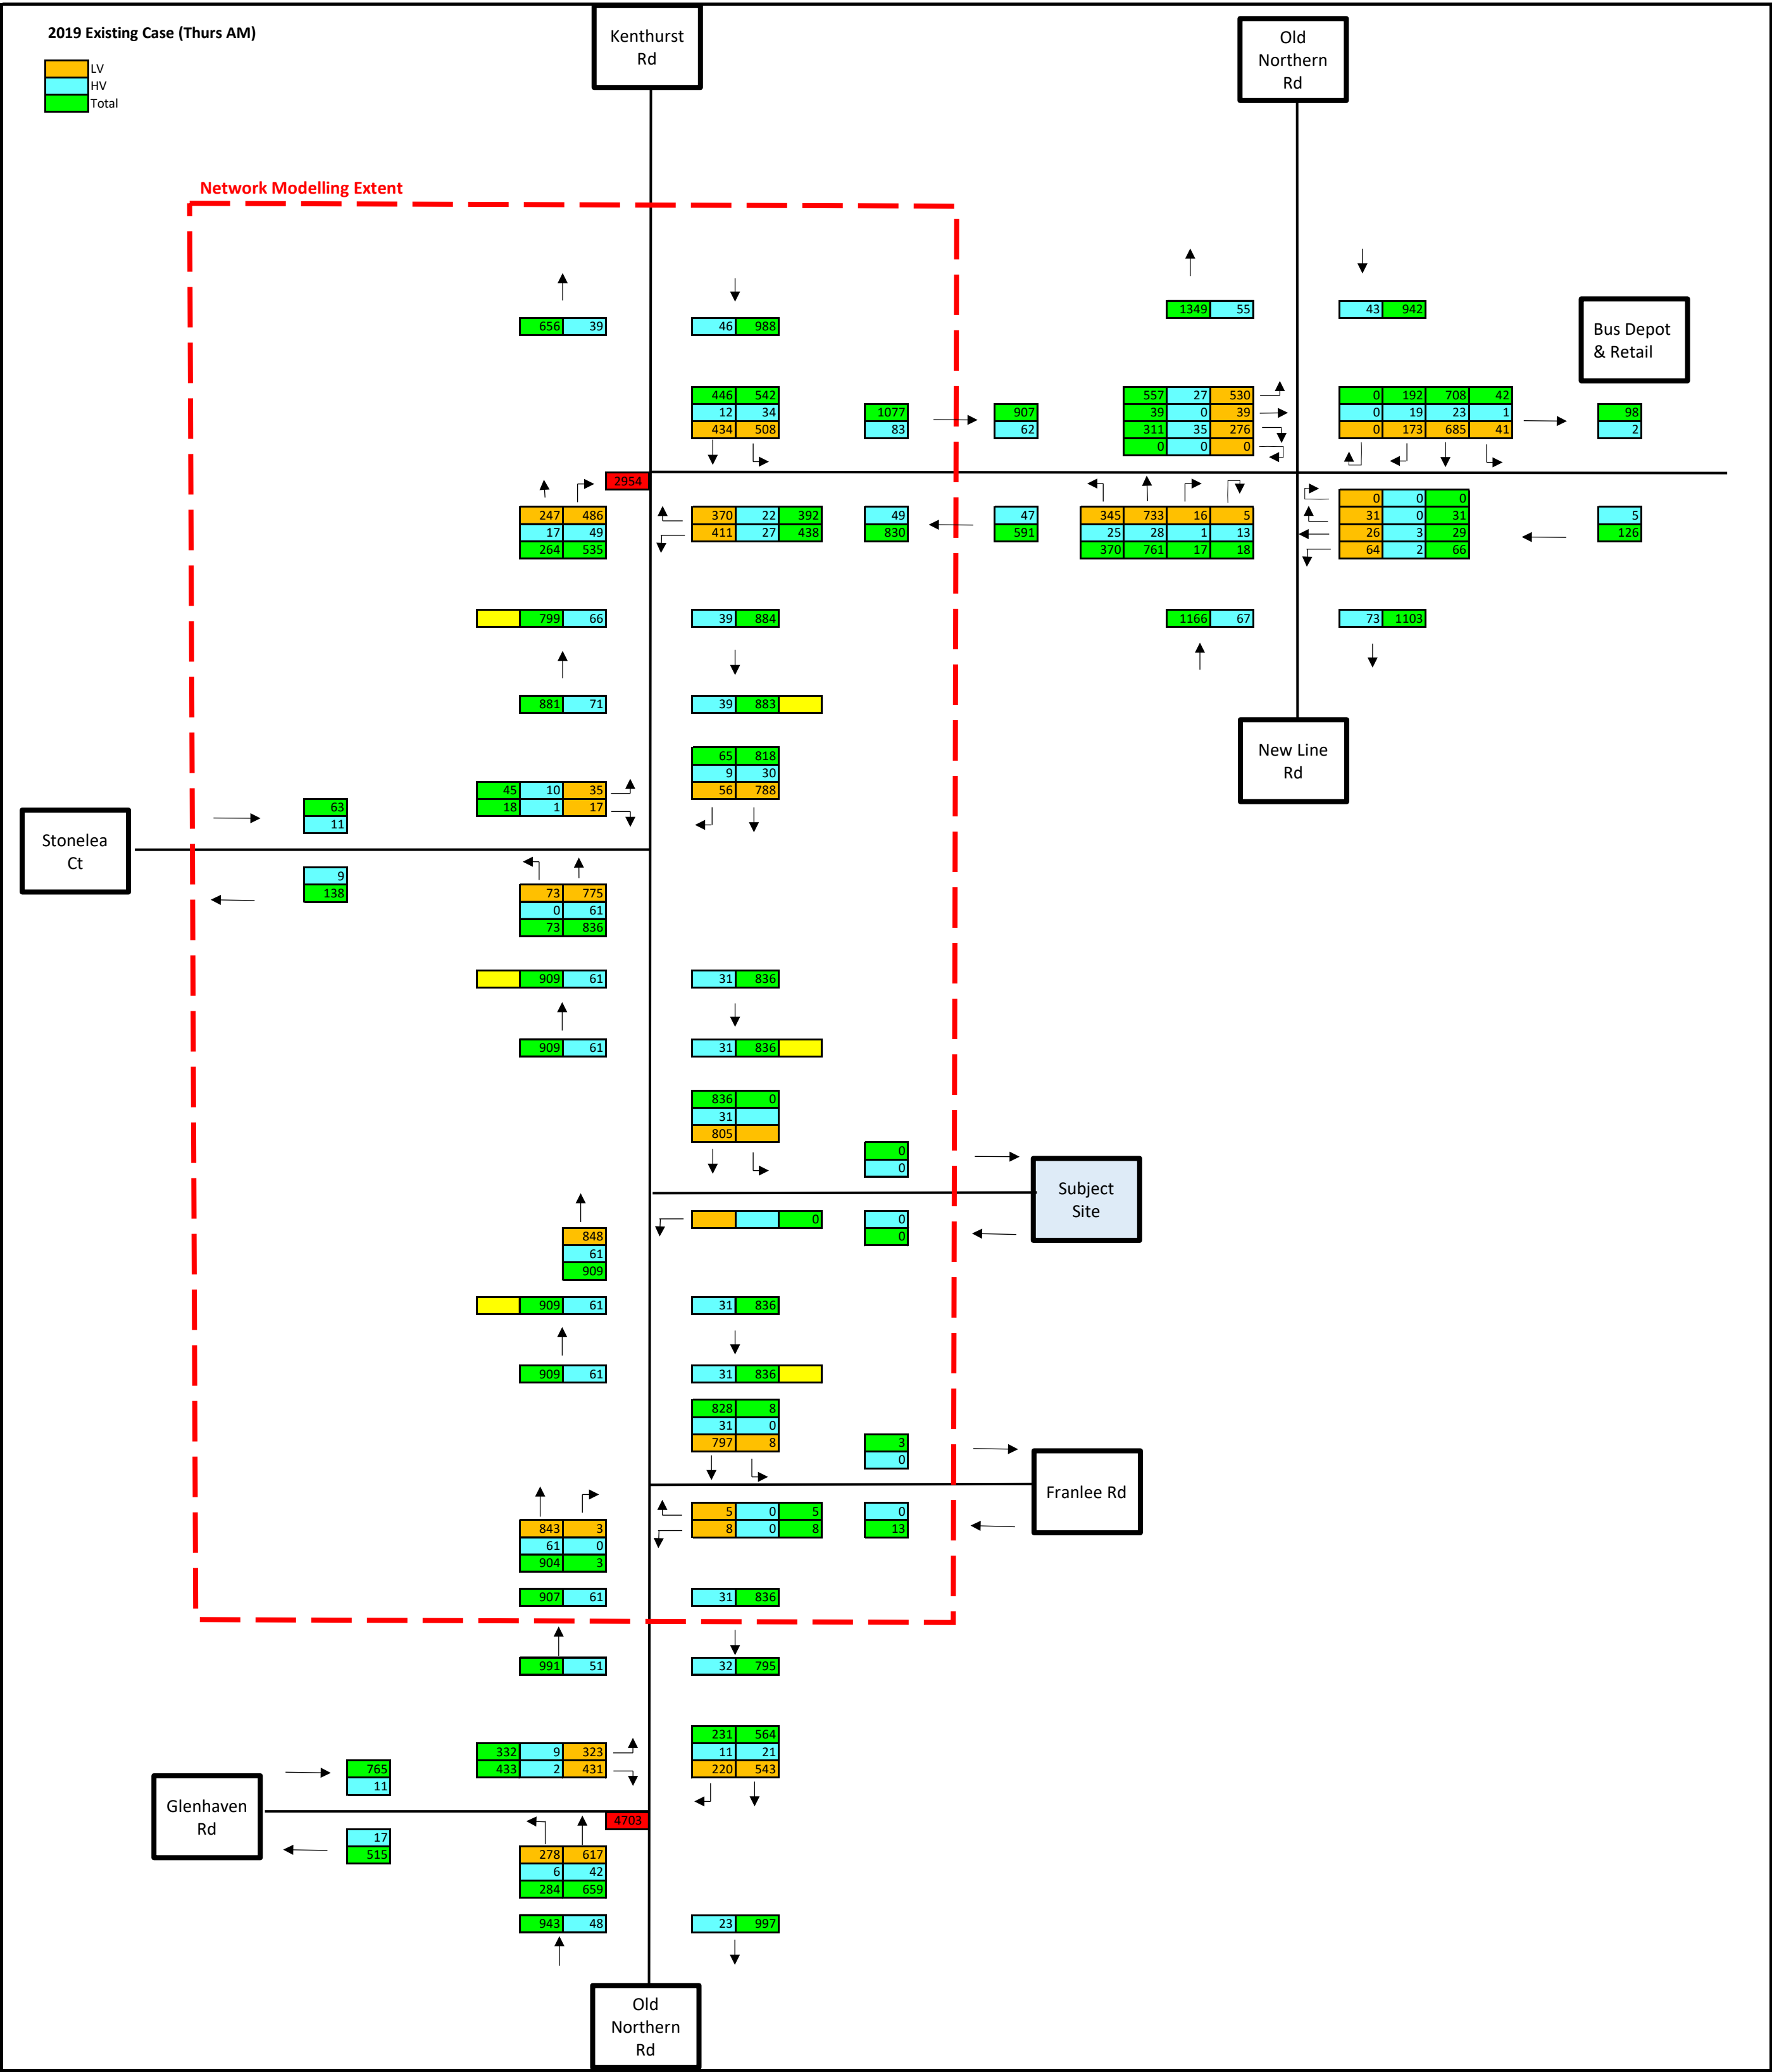 2019 Existing Case (Thurs AM)
LV
HV
Total
Kenthurst
Rd
Old
Northern
Rd
Network Modelling Extent
1349 55
43 942
656 39
46 988
Bus Depot
& Retail
446 542
12 34
434 508
1077
83
907
62
557 27 530
39 0 39
311 35 276
0 0 0
0 192 708 42
0 19 23 1
0 173 685 41
98
2
2954
247 486
17 49
264 535
370 22 392
411 27 438
49
830
47
591
345 733 16 5
25 28 1 13
370 761 17 18
0 0 0
31 0 31
26 3 29
64 2 66
5
126
799 66
39 884
1166 67
73 1103
881 71
39 883
New Line
Rd
65 818
9 30
56 788
45 10 35
18 1 17
63
11
Stonelea
Ct
9
138
73 775
0 61
73 836
909 61
31 836
909 61
31 836
836 0
31
805
0
0
Subject
Site
0
0
0
848
61
909
909 61
31 836
909 61
31 836
828 8
31 0
797 8
3
0
Franlee Rd
5 0 5
8 0 8
0
13
843 3
61 0
904 3
907 61
31 836
991 51
32 795
231 564
11 21
220 543
332 9 323
433 2 431
765
11
Glenhaven
Rd
4703
17
515
278 617
6 42
284 659
943 48
23 997
Old
Northern
Rd